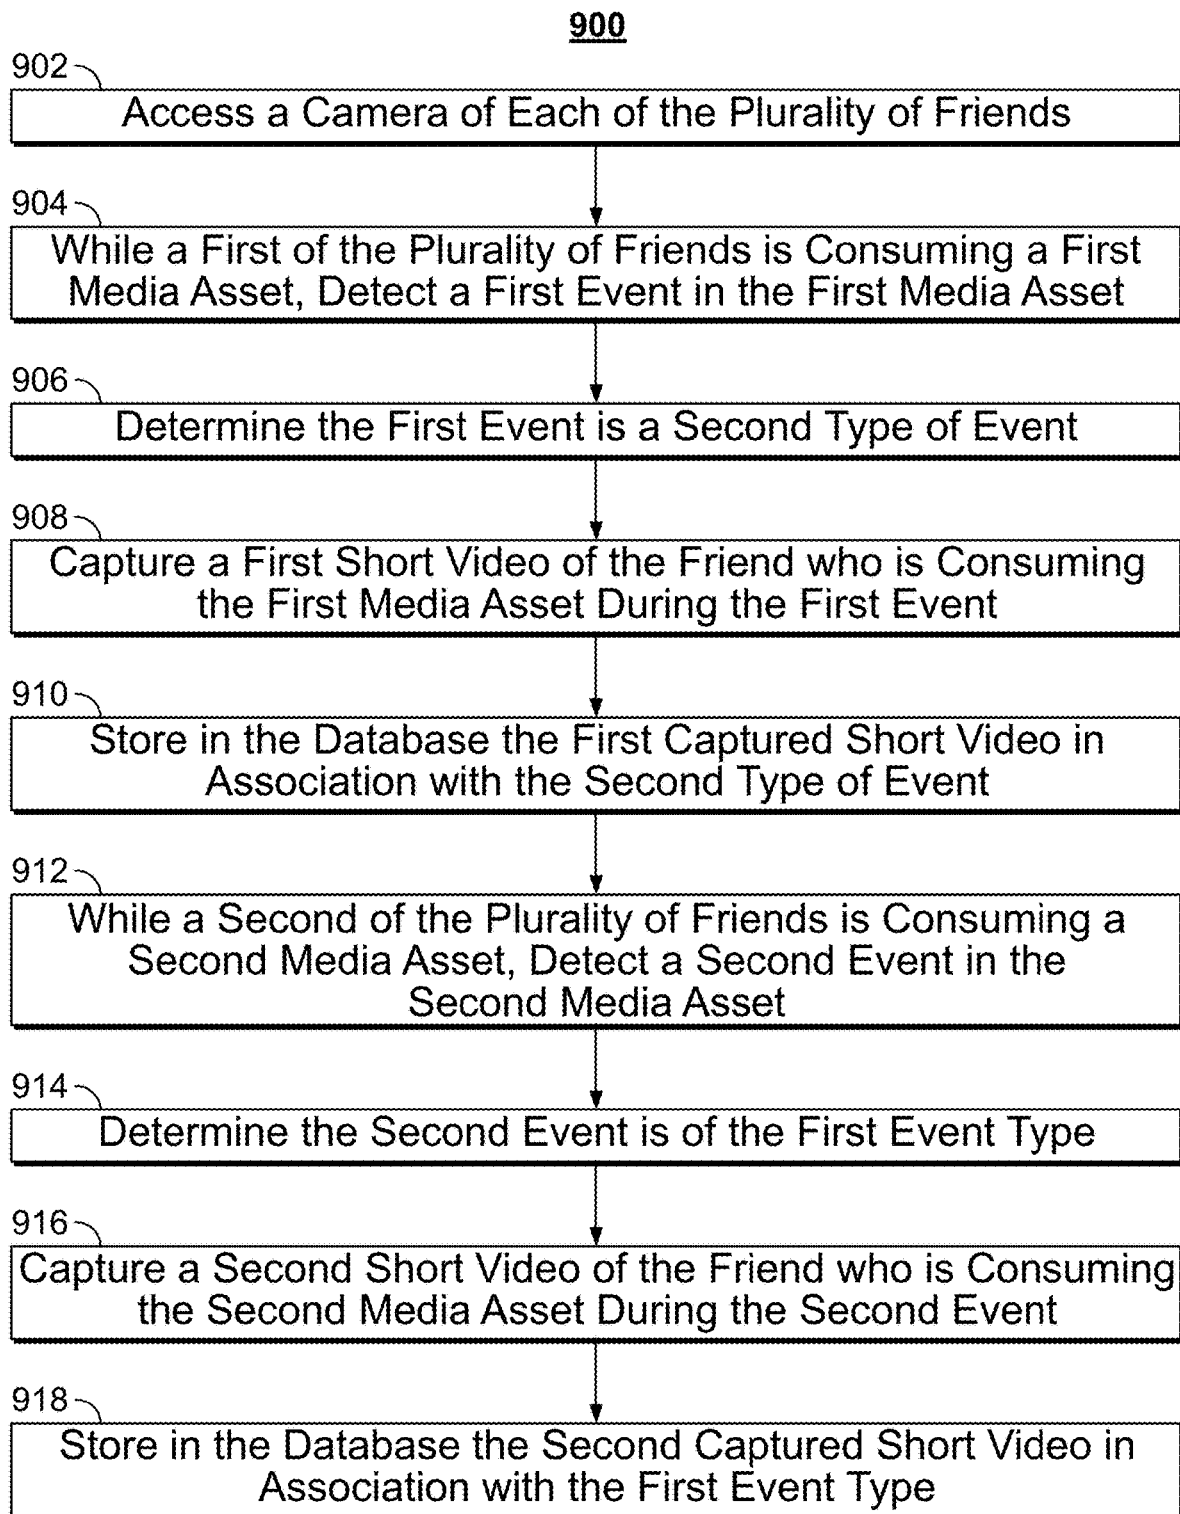 900
902
Access a Camera of Each of the Plurality of Friends
904
While a First of the Plurality of Friends is Consuming a First
Media Asset, Detect a First Event in the First Media Asset
906
Determine the First Event is a Second Type of Event
908
Capture a First Short Video of the Friend who is Consuming
the First Media Asset During the First Event
910
Store in the Database the First Captured Short Video in
Association with the Second Type of Event
912
While a Second of the Plurality of Friends is Consuming a
Second Media Asset, Detect a Second Event in the
Second Media Asset
914
Determine the Second Event is of the First Event Type
916
Capture a Second Short Video of the Friend who is Consuming
the Second Media Asset During the Second Event
918
Store in the Database the Second Captured Short Video in
Association with the First Event Type